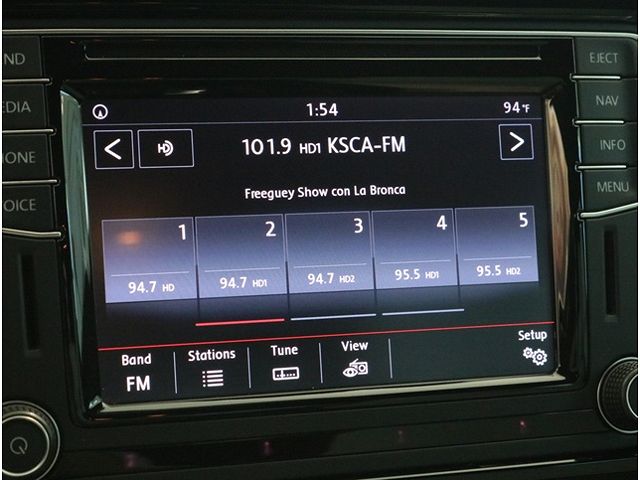 ND
EJECT
EDIA
NAV
HONE
INFO
OICE
MENU
1:54
94 °F
HD
101.9 HD1 KSCA-FM
Freeguey Show con La Bronca
1 2 3 4 5
94.7 HD 94.7 HD1 94.7 HD2 95.5 HD1 95.5 HD2
Band Stations Tune View Setup
FM